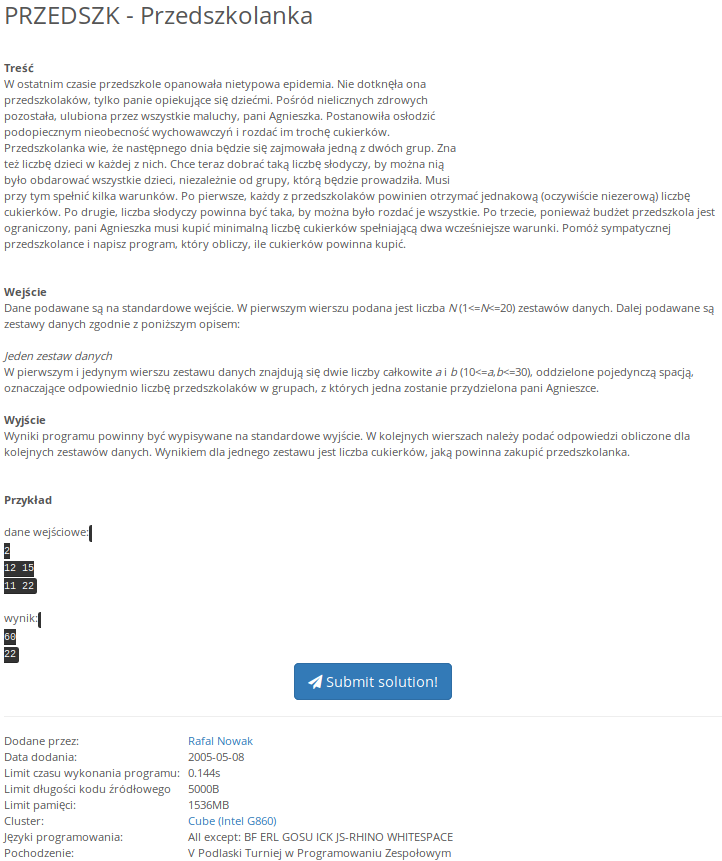 PRZEDSZK - Przedszkolanka
Treść
W ostatnim czasie przedszkole opanowała nietypowa epidemia. Nie dotknęła ona
przedszkolaków, tylko panie opiekujące się dziećmi. Pośród nielicznych zdrowych
pozostała, ulubiona przez wszystkie maluchy, pani Agnieszka. Postanowiła osłodzić
podopiecznym nieobecność wychowawczyń i rozdać im trochę cukierków.
Przedszkolanka wie, że następnego dnia będzie się zajmowała jedną z dwóch grup. Zna
też liczbę dzieci w każdej z nich. Chce teraz dobrać taką liczbę słodyczy, by można nią
było obdarować wszystkie dzieci, niezależnie od grupy, którą będzie prowadziła. Musi
przy tym spełnić kilka warunków. Po pierwsze, każdy z przedszkolaków powinien otrzymać jednakową (oczywiście niezerową) liczbę
cukierków. Po drugie, liczba słodyczy powinna być taka, by można było rozdać je wszystkie. Po trzecie, ponieważ budżet przedszkola jest
ograniczony, pani Agnieszka musi kupić minimalną liczbę cukierków spełniającą dwa wcześniejsze warunki. Pomóż sympatycznej
przedszkolance i napisz program, który obliczy, ile cukierków powinna kupić.
Wejście
Dane podawane są na standardowe wejście. W pierwszym wierszu podana jest liczba N (1<=N<=20) zestawów danych. Dalej podawane są
zestawy danych zgodnie z poniższym opisem:
Jeden zestaw danych
W pierwszym i jedynym wierszu zestawu danych znajdują się dwie liczby całkowite a i b (10<=a,b<=30), oddzielone pojedynczą spacją,
oznaczające odpowiednio liczbę przedszkolaków w grupach, z których jedna zostanie przydzielona pani Agnieszce.
Wyjście
Wyniki programu powinny być wypisywane na standardowe wyjście. W kolejnych wierszach należy podać odpowiedzi obliczone dla
kolejnych zestawów danych. Wynikiem dla jednego zestawu jest liczba cukierków, jaką powinna zakupić przedszkolanka.
Przykład
dane wejściowe:
2
12 15
11 22
wynik:
60
22
Submit solution!
Dodane przez: Rafal Nowak
Data dodania: 2005-05-08
Limit czasu wykonania programu: 0.144s
Limit długości kodu źródłowego 5000B
Limit pamięci: 1536MB
Cluster: Cube (Intel G860)
Języki programowania: All except: BF ERL GOSU ICK JS-RHINO WHITESPACE
Pochodzenie: V Podlaski Turniej w Programowaniu Zespołowym